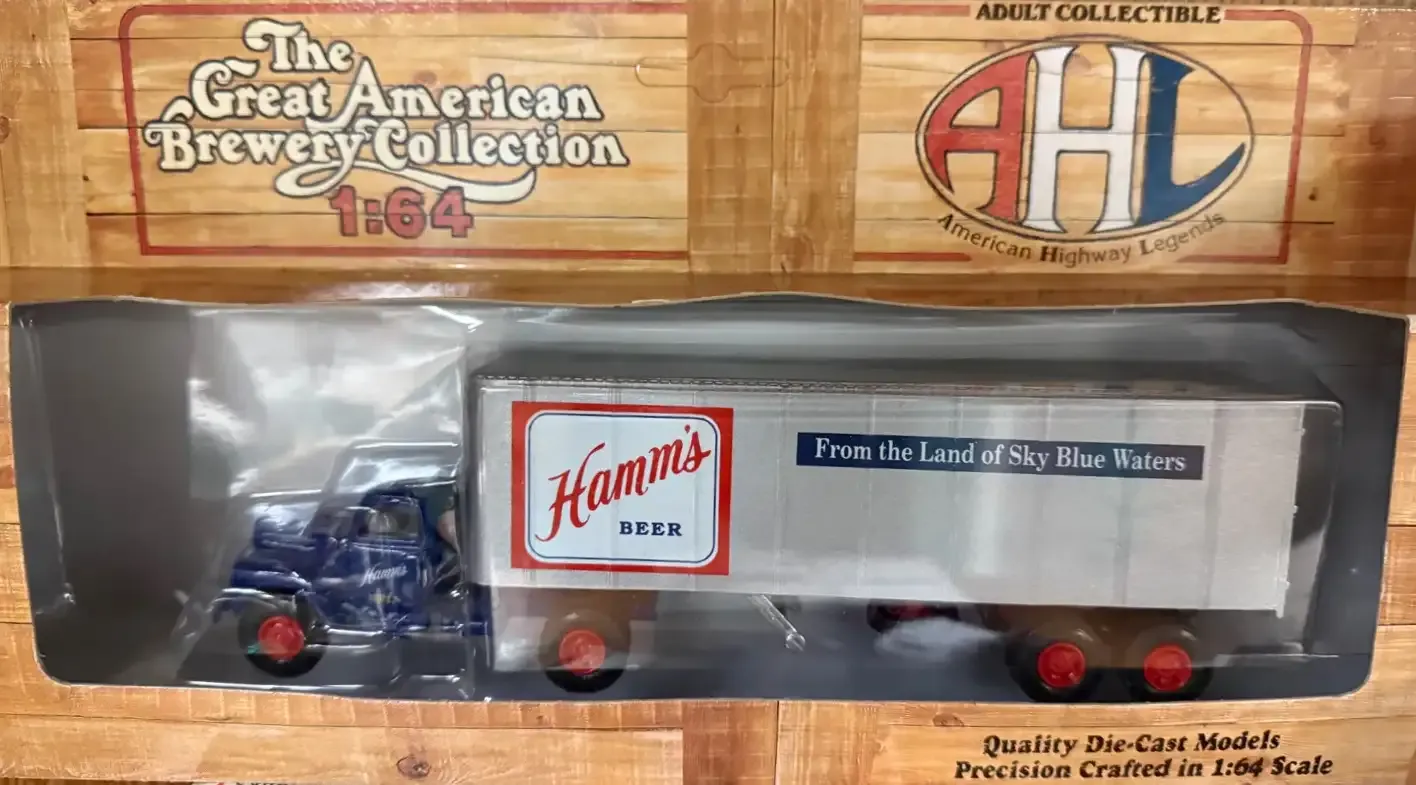 The
Great American
Brewery Collection
1:64
ADULT COLLECTIBLE
AHL
American Highway Legends
Hamm's
BEER
From the Land of Sky Blue Waters
Hamm's
Quality Die-Cast Models
Precision Crafted in 1:64 Scale